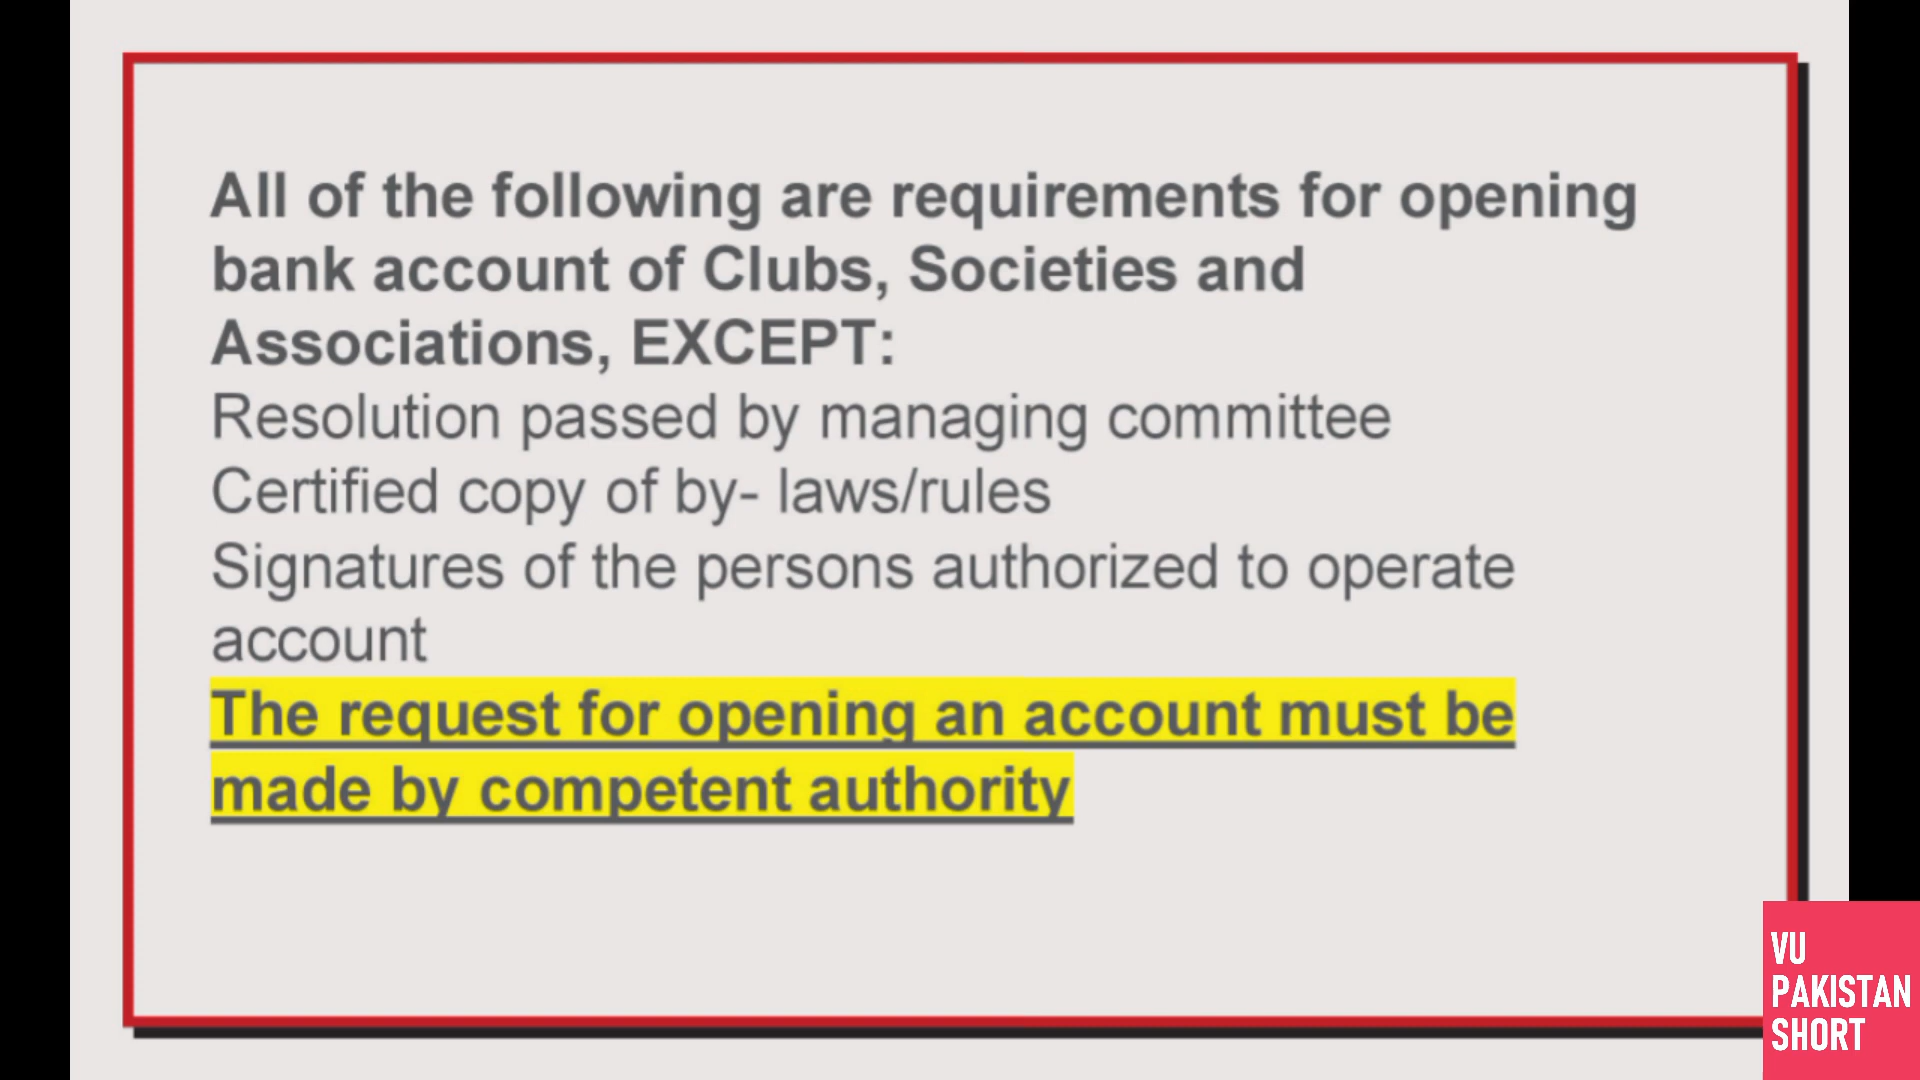 All of the following are requirements for opening
bank account of Clubs, Societies and
Associations, EXCEPT:
Resolution passed by managing committee
Certified copy of by- laws/rules
Signatures of the persons authorized to operate
account
The request for opening an account must be
made by competent authority
VU
PAKISTAN
SHORT